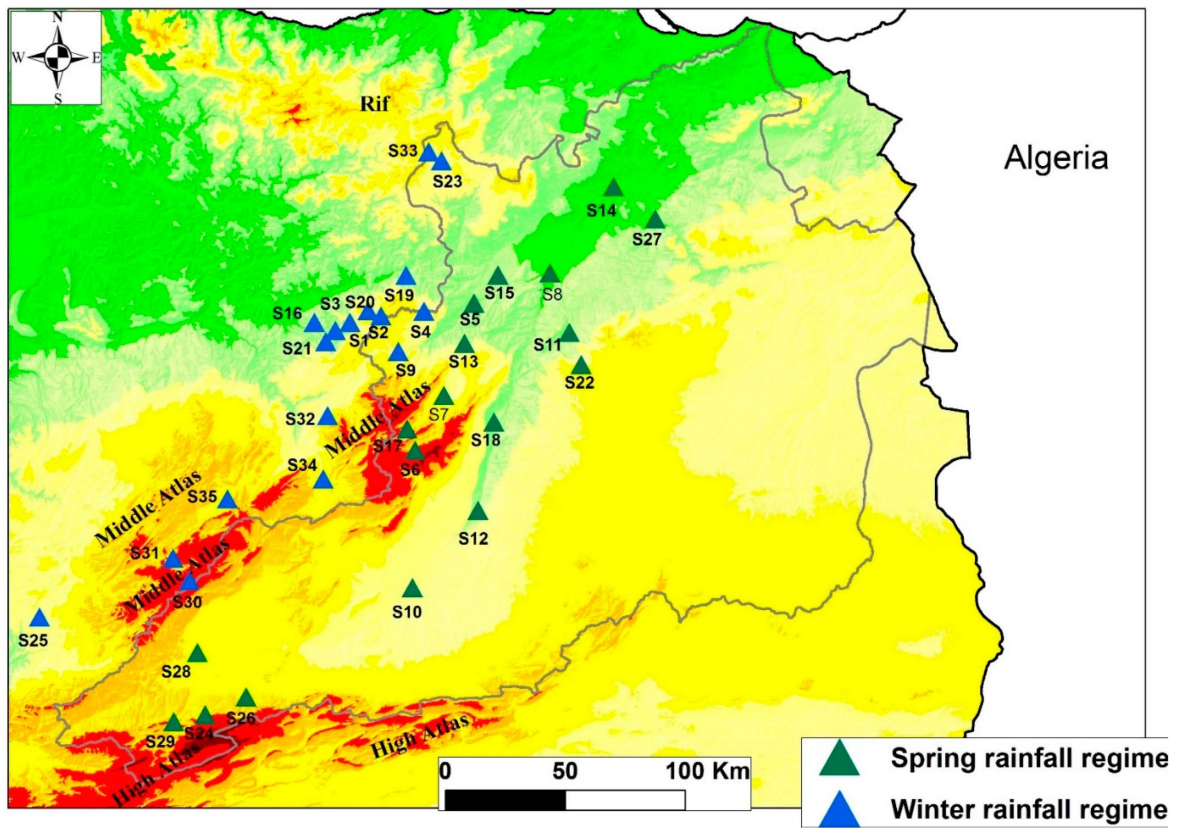 N
W E
S
Rif
Algeria
S33
S23
S14
S27
S19
S15
S8
S3
S20
S16
S2
S4
S5
S1
S21
S11
S13
S9
S22
Middle Atlas
S7
S32
S17
S18
S6
S34
Middle Atlas
S35
S12
S31
Middle Atlas
S30
S10
S25
S28
S26
S24
S29
High Atlas
High Atlas
0 50 100 Km
Spring rainfall regime
Winter rainfall regime